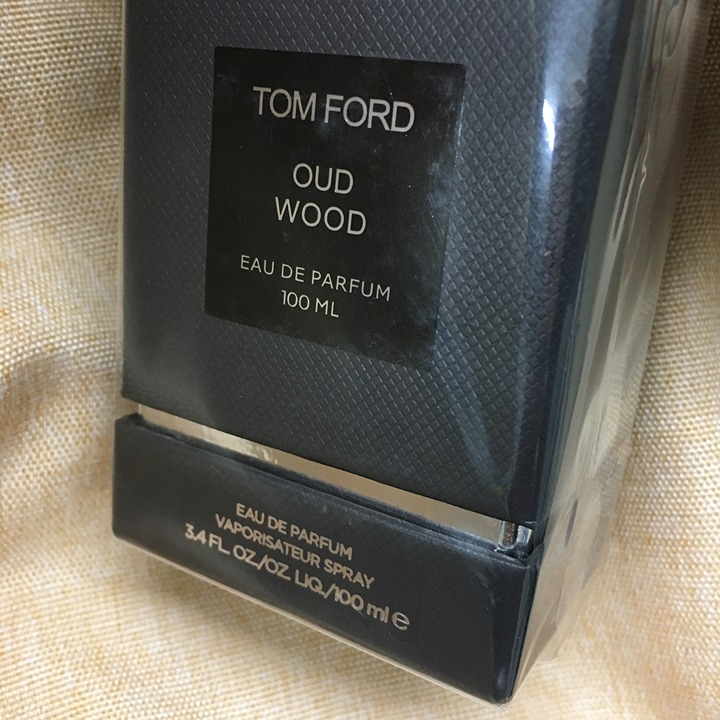 TOM FORD
OUD
WOOD
EAU DE PARFUM
100 ML
EAU DE PARFUM
VAPORISATEUR SPRAY
3.4 FL. OZ./OZ. LIQ./100 ml ℮